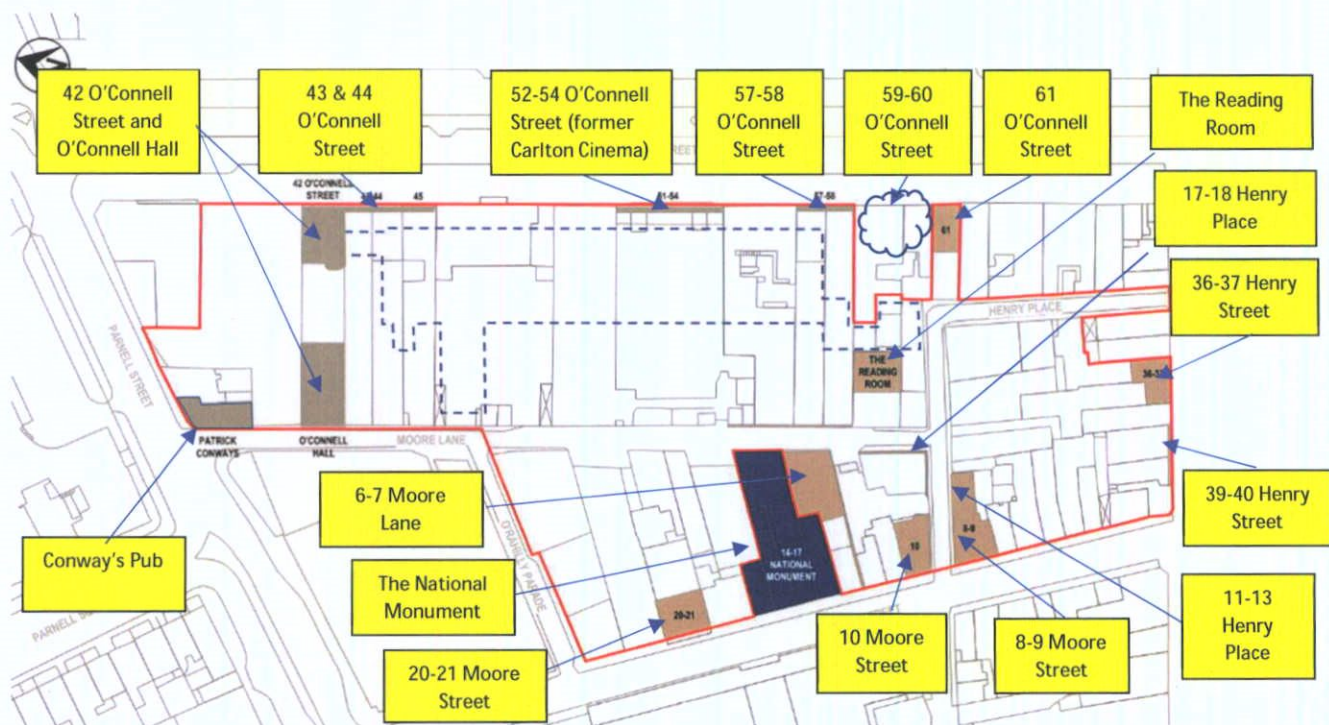 42 O'Connell
Street and
O'Connell Hall
43 & 44
O'Connell
Street
52-54 O'Connell
Street (former
Carlton Cinema)
57-58
O'Connell
Street
59-60
O'Connell
Street
61
O'Connell
Street
The Reading
Room
17-18 Henry
Place
36-37 Henry
Street
39-40 Henry
Street
11-13
Henry
Place
8-9 Moore
Street
10 Moore
Street
20-21 Moore
Street
The National
Monument
6-7 Moore
Lane
Conway's Pub
42 O'CONNELL
STREET
45
51-54
57-58
61
HENRY PLACE
THE
READING
ROOM
PARNELL STREET
PATRICK
CONWAYS
O'CONNELL
HALL
MOORE LANE
O'RAHILLY PARADE
14-17
NATIONAL
MONUMENT
20-21
10
8-9
PARNELL